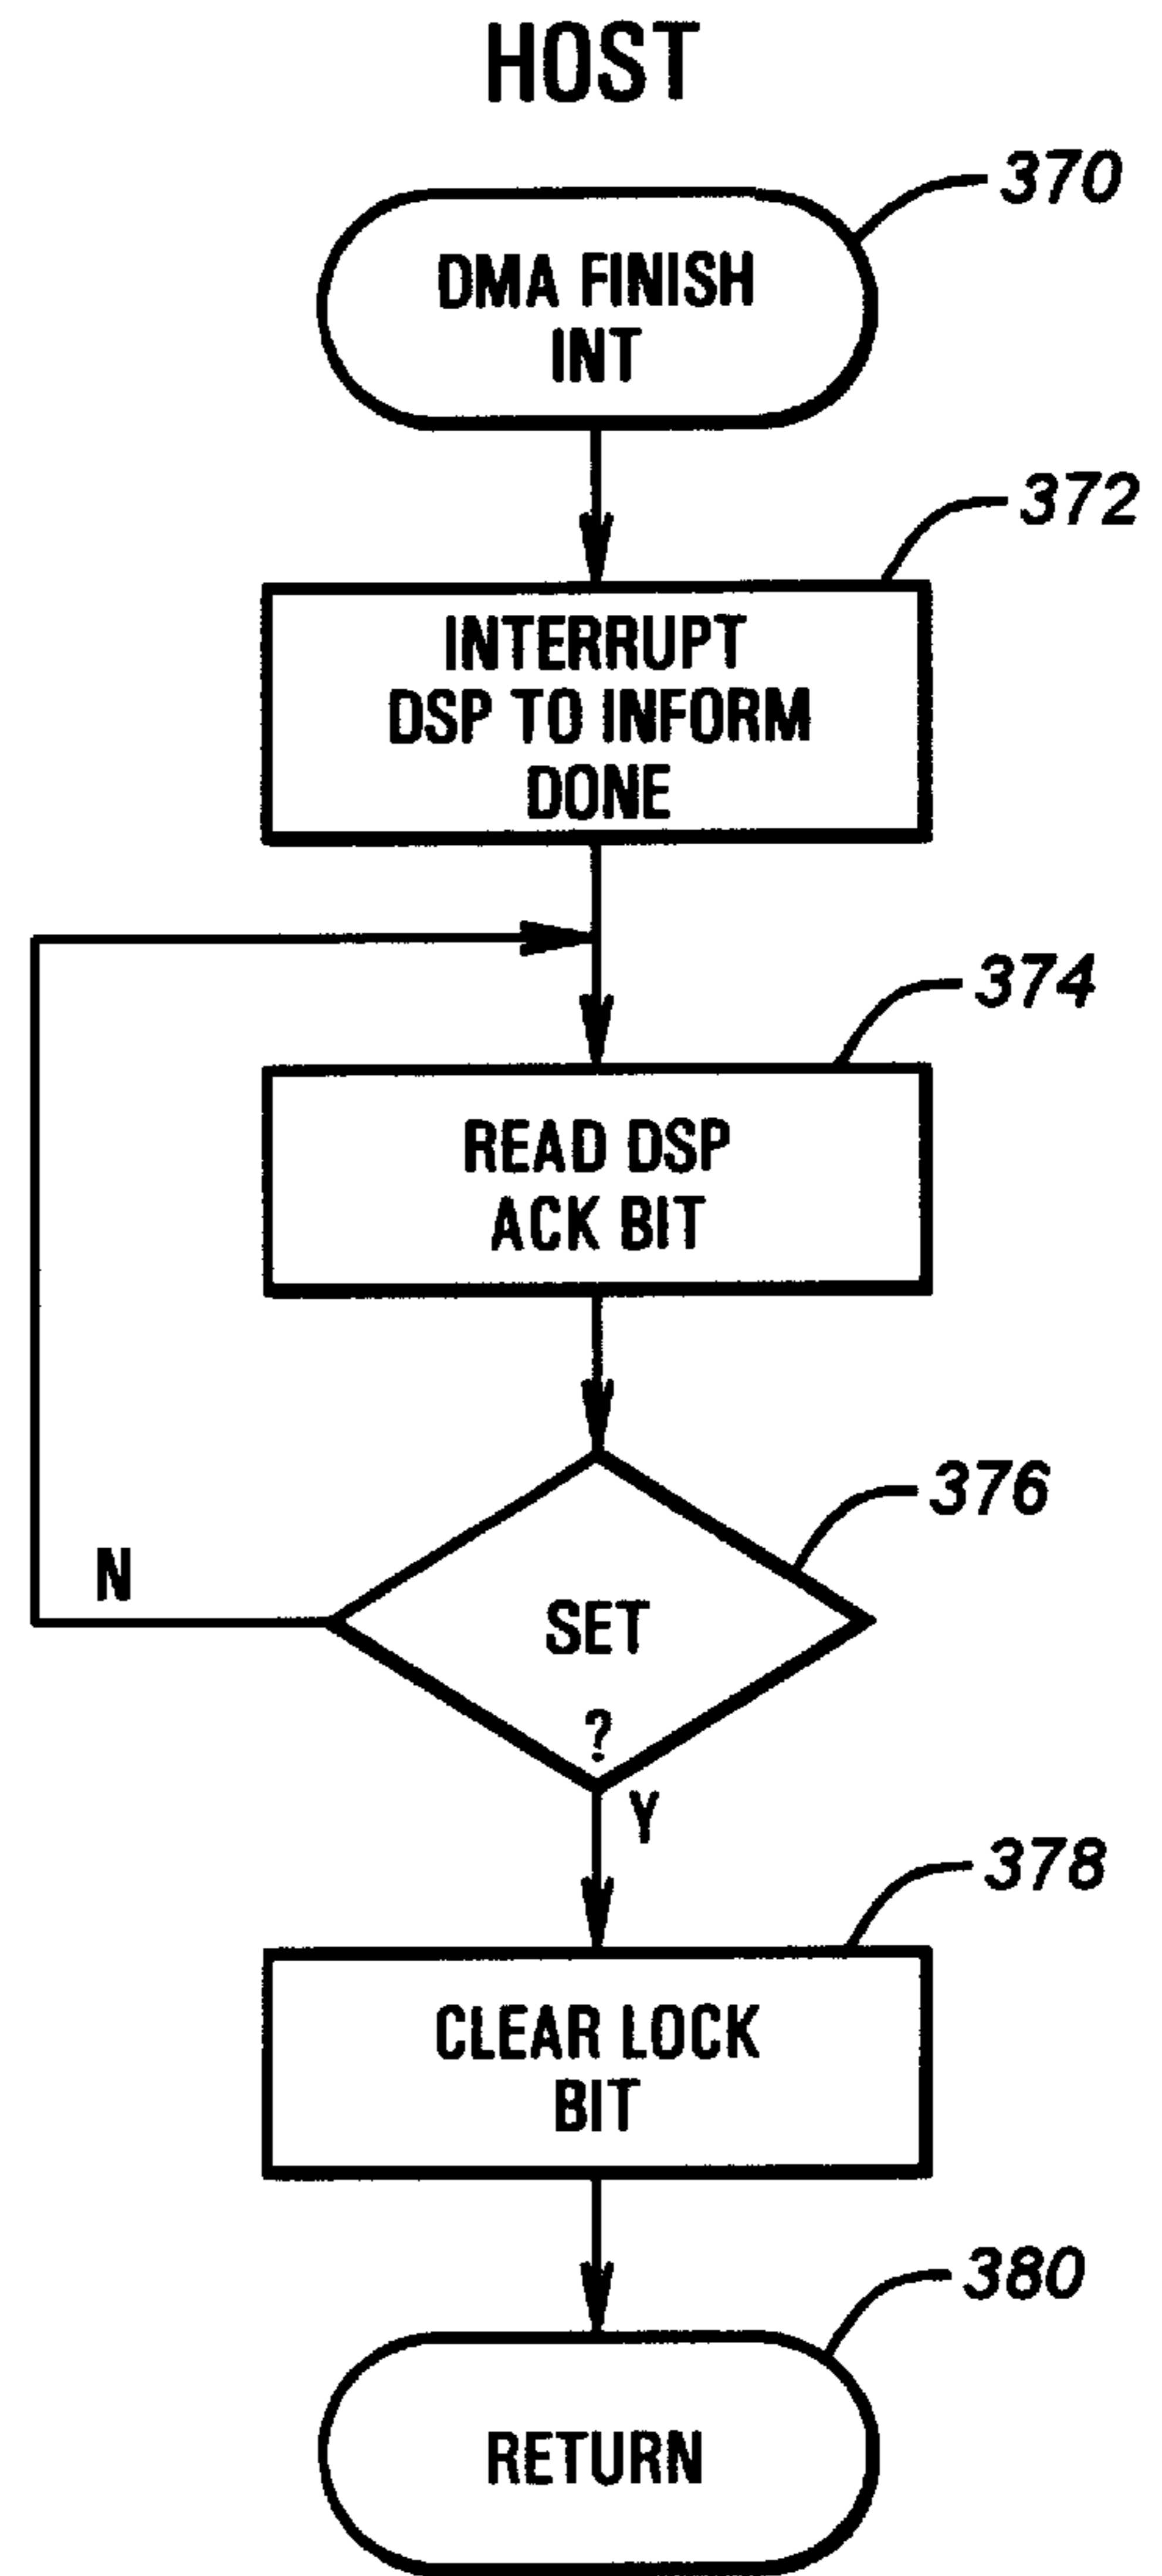 HOST
370
DMA FINISH
INT
372
INTERRUPT
DSP TO INFORM
DONE
374
READ DSP
ACK BIT
376
N
SET
?
Y
378
CLEAR LOCK
BIT
380
RETURN